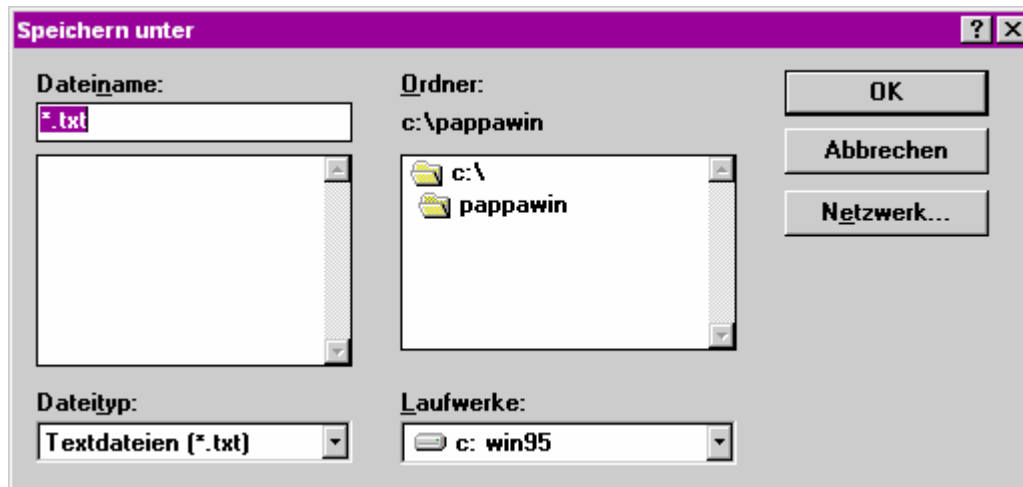 Speichern unter
Dateiname:
*.txt
Ordner:
c:\pappawin
c:\
pappawin
OK
Abbrechen
Netzwerk...
Dateityp:
Textdateien (*.txt)
Laufwerke:
c: win95